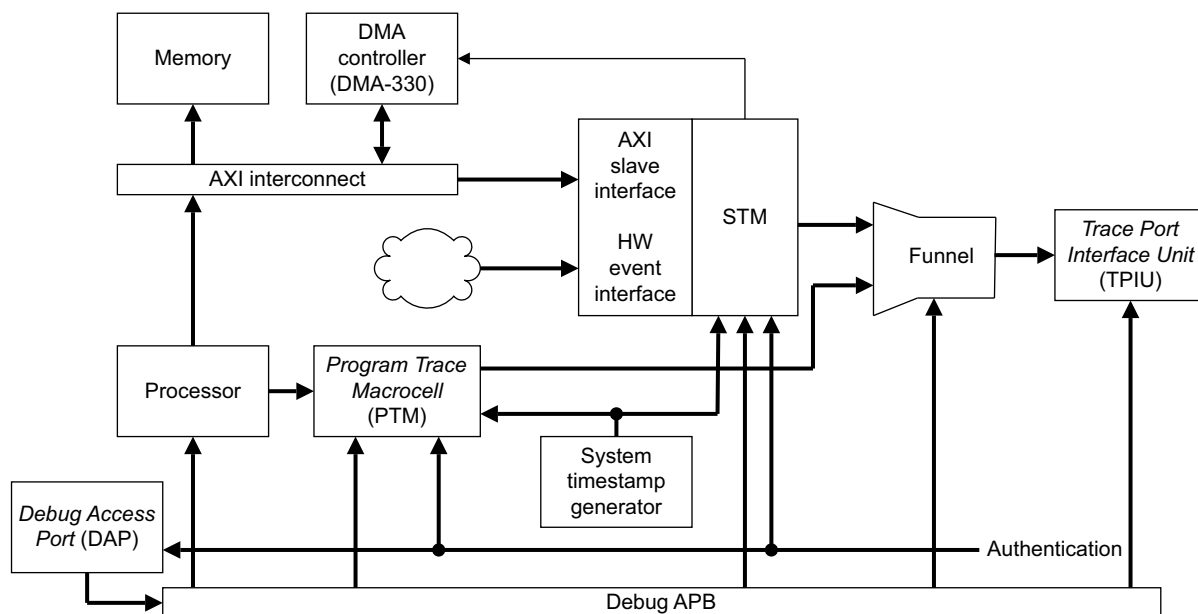 Memory
DMA
controller
(DMA-330)
AXI interconnect
AXI
slave
interface
HW
event
interface
STM
Funnel
Trace Port
Interface Unit
(TPIU)
Processor
Program Trace
Macrocell
(PTM)
System
timestamp
generator
Debug Access
Port (DAP)
Authentication
Debug APB